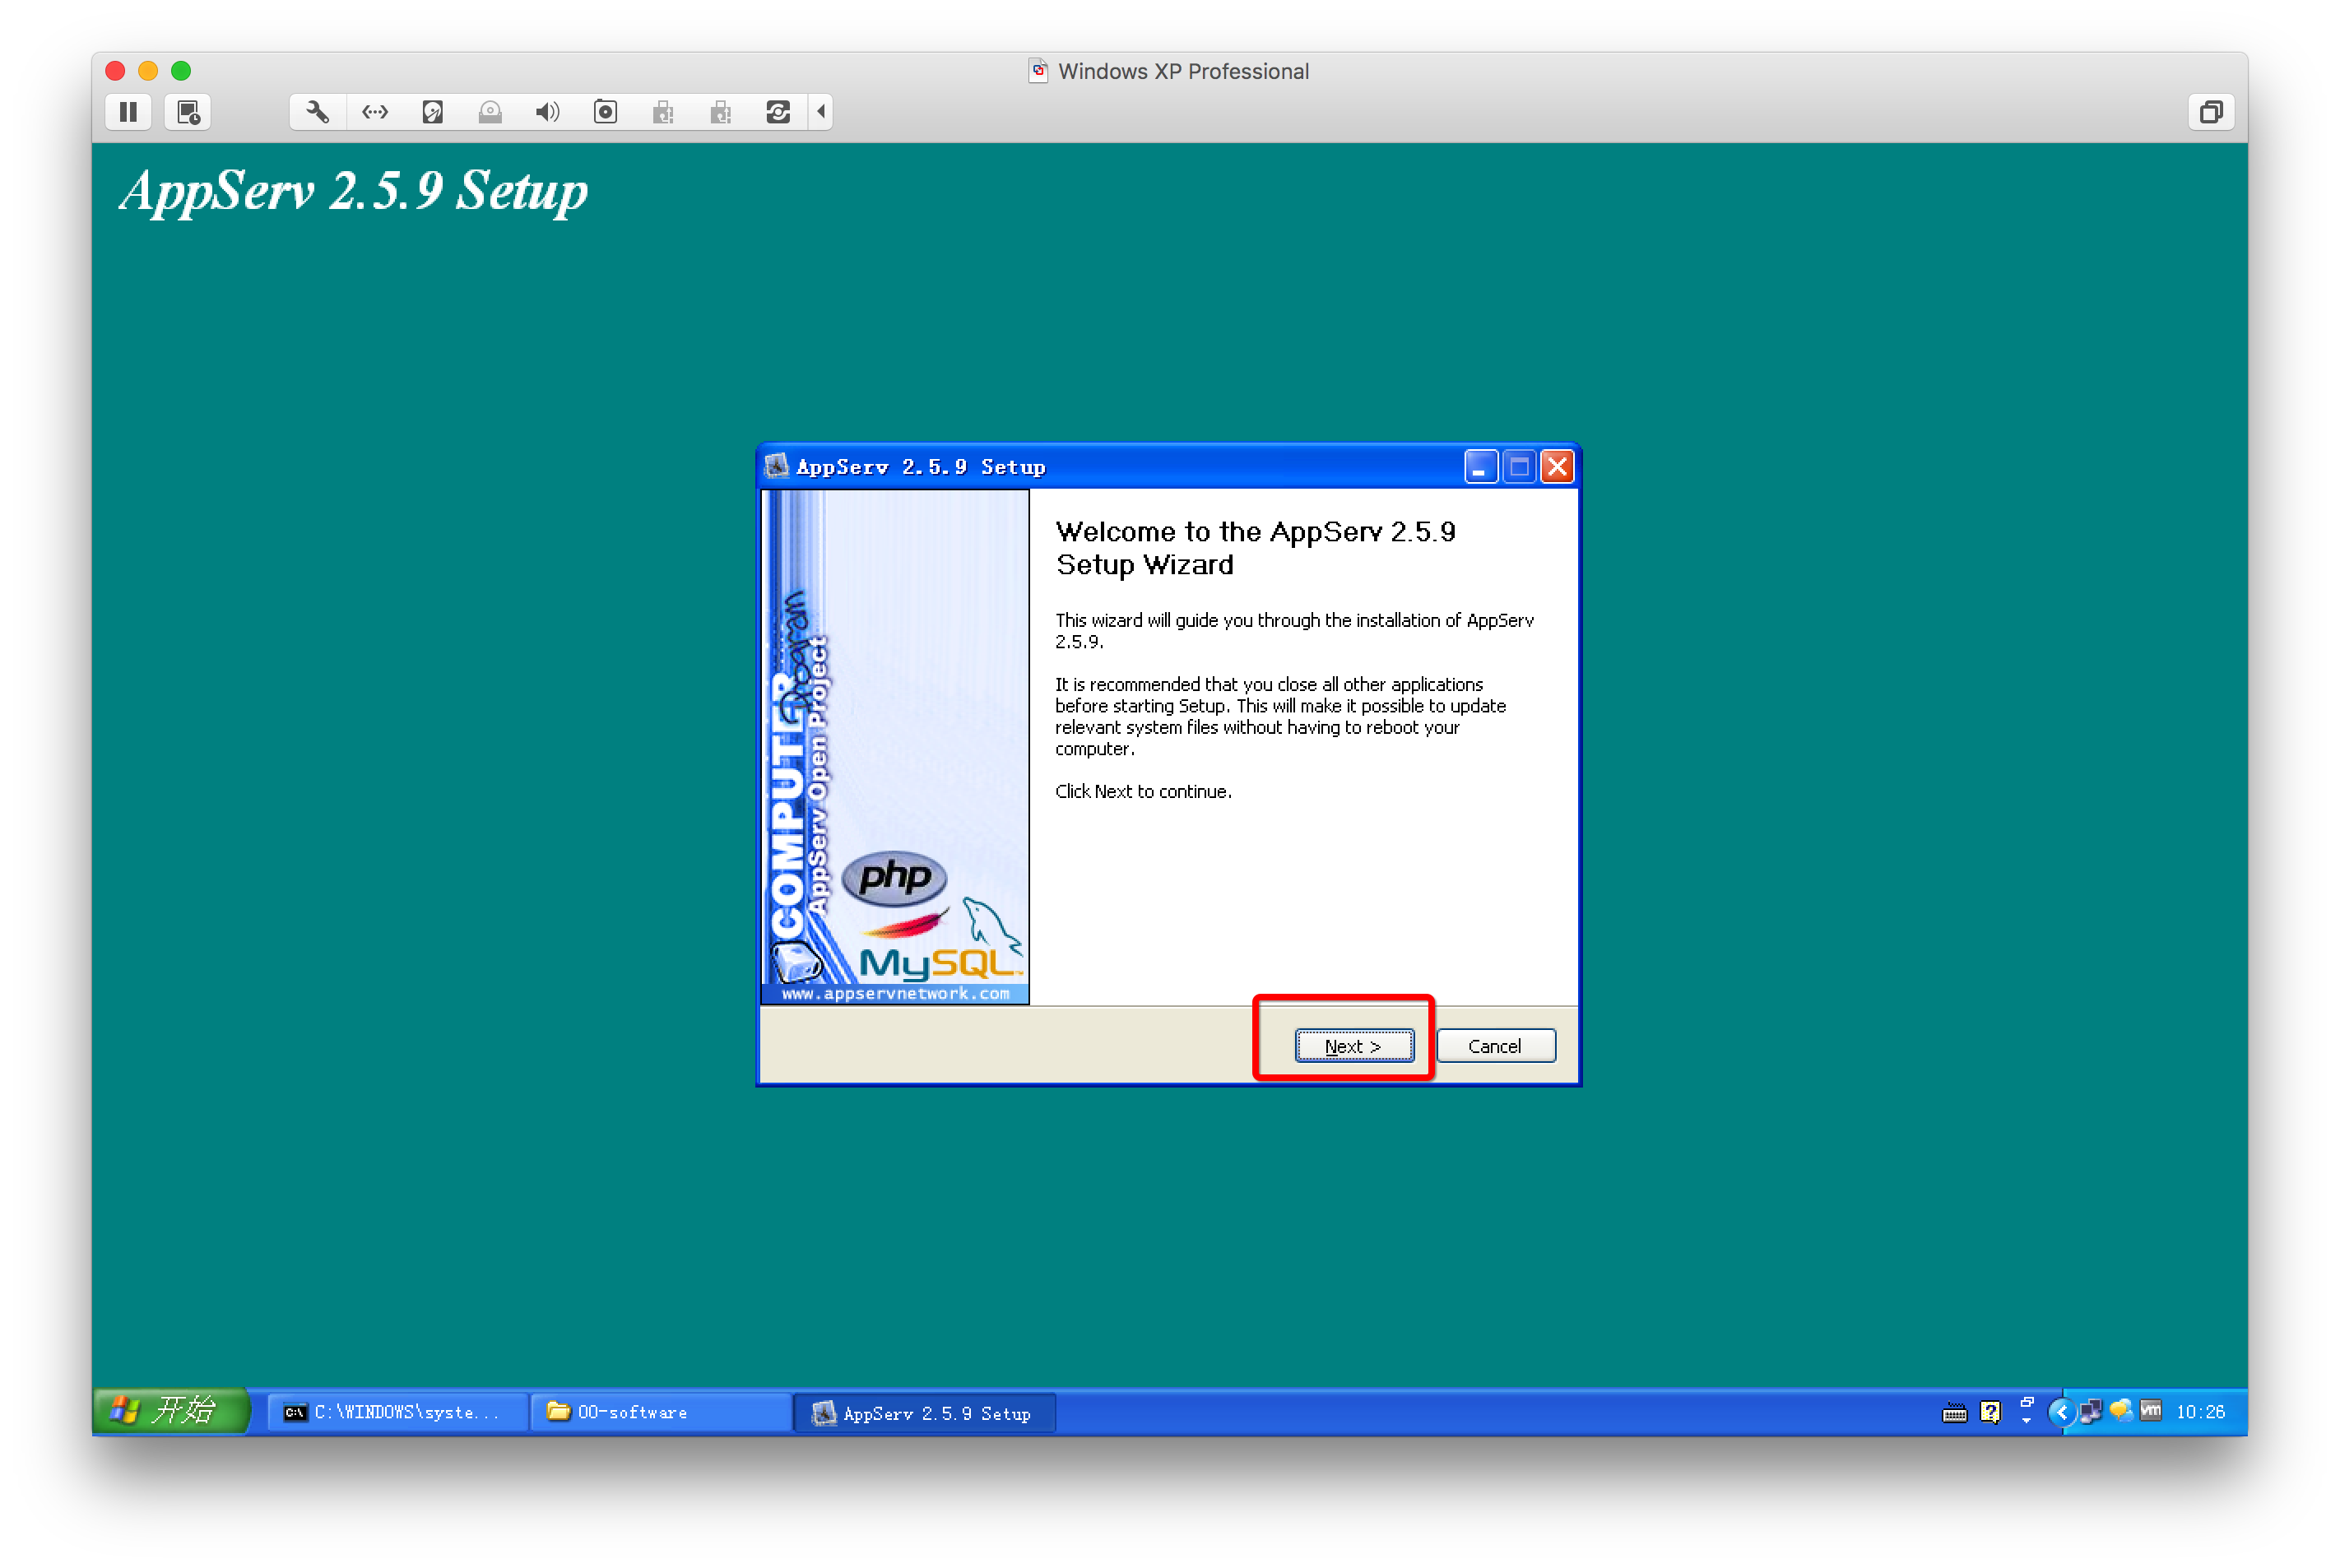 Windows XP Professional
AppServ 2.5.9 Setup
AppServ 2.5.9 Setup
Welcome to the AppServ 2.5.9
Setup Wizard
This wizard will guide you through the installation of AppServ
2.5.9.
It is recommended that you close all other applications
before starting Setup. This will make it possible to update
relevant system files without having to reboot your
computer.
Click Next to continue.
COMPUTER
Program
AppServ Open Project
php
MySQL
www.appservnetwork.com
Next >
Cancel
开始
C:\
C:\WINDOWS\syste...
OO-software
AppServ 2.5.9 Setup
vm
10:26